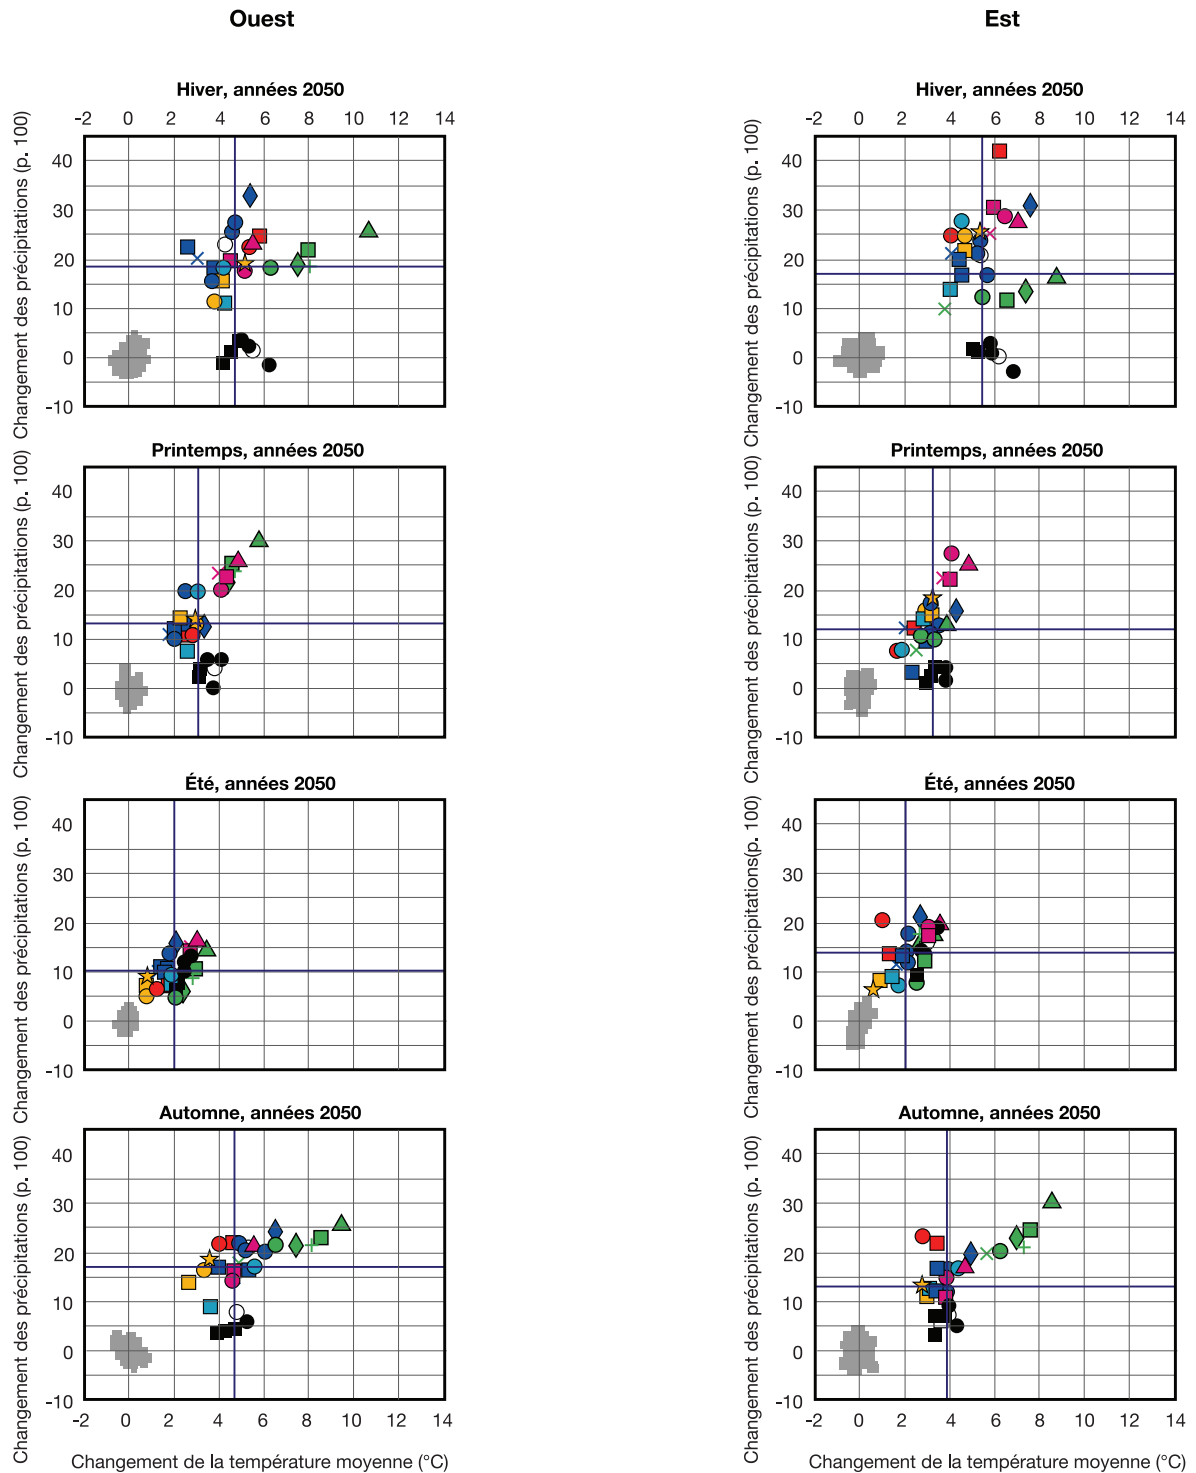 Ouest
Est
Hiver, années 2050
-2 0 2 4 6 8 10 12 14
Changement des précipitations (p. 100)
40
30
20
10
0
-10
Hiver, années 2050
-2 0 2 4 6 8 10 12 14
Changement des précipitations (p. 100)
40
30
20
10
0
-10
Printemps, années 2050
Changement des précipitations (p. 100)
40
30
20
10
0
-10
Printemps, années 2050
Changement des précipitations (p. 100)
40
30
20
10
0
-10
Été, années 2050
Changement des précipitations (p. 100)
40
30
20
10
0
-10
Été, années 2050
Changement des précipitations(p. 100)
40
30
20
10
0
-10
Automne, années 2050
Changement des précipitations (p. 100)
40
30
20
10
0
-10
-2 0 2 4 6 8 10 12 14
Changement de la température moyenne (°C)
Automne, années 2050
Changement des précipitations (p. 100)
40
30
20
10
0
-10
-2 0 2 4 6 8 10 12 14
Changement de la température moyenne (°C)